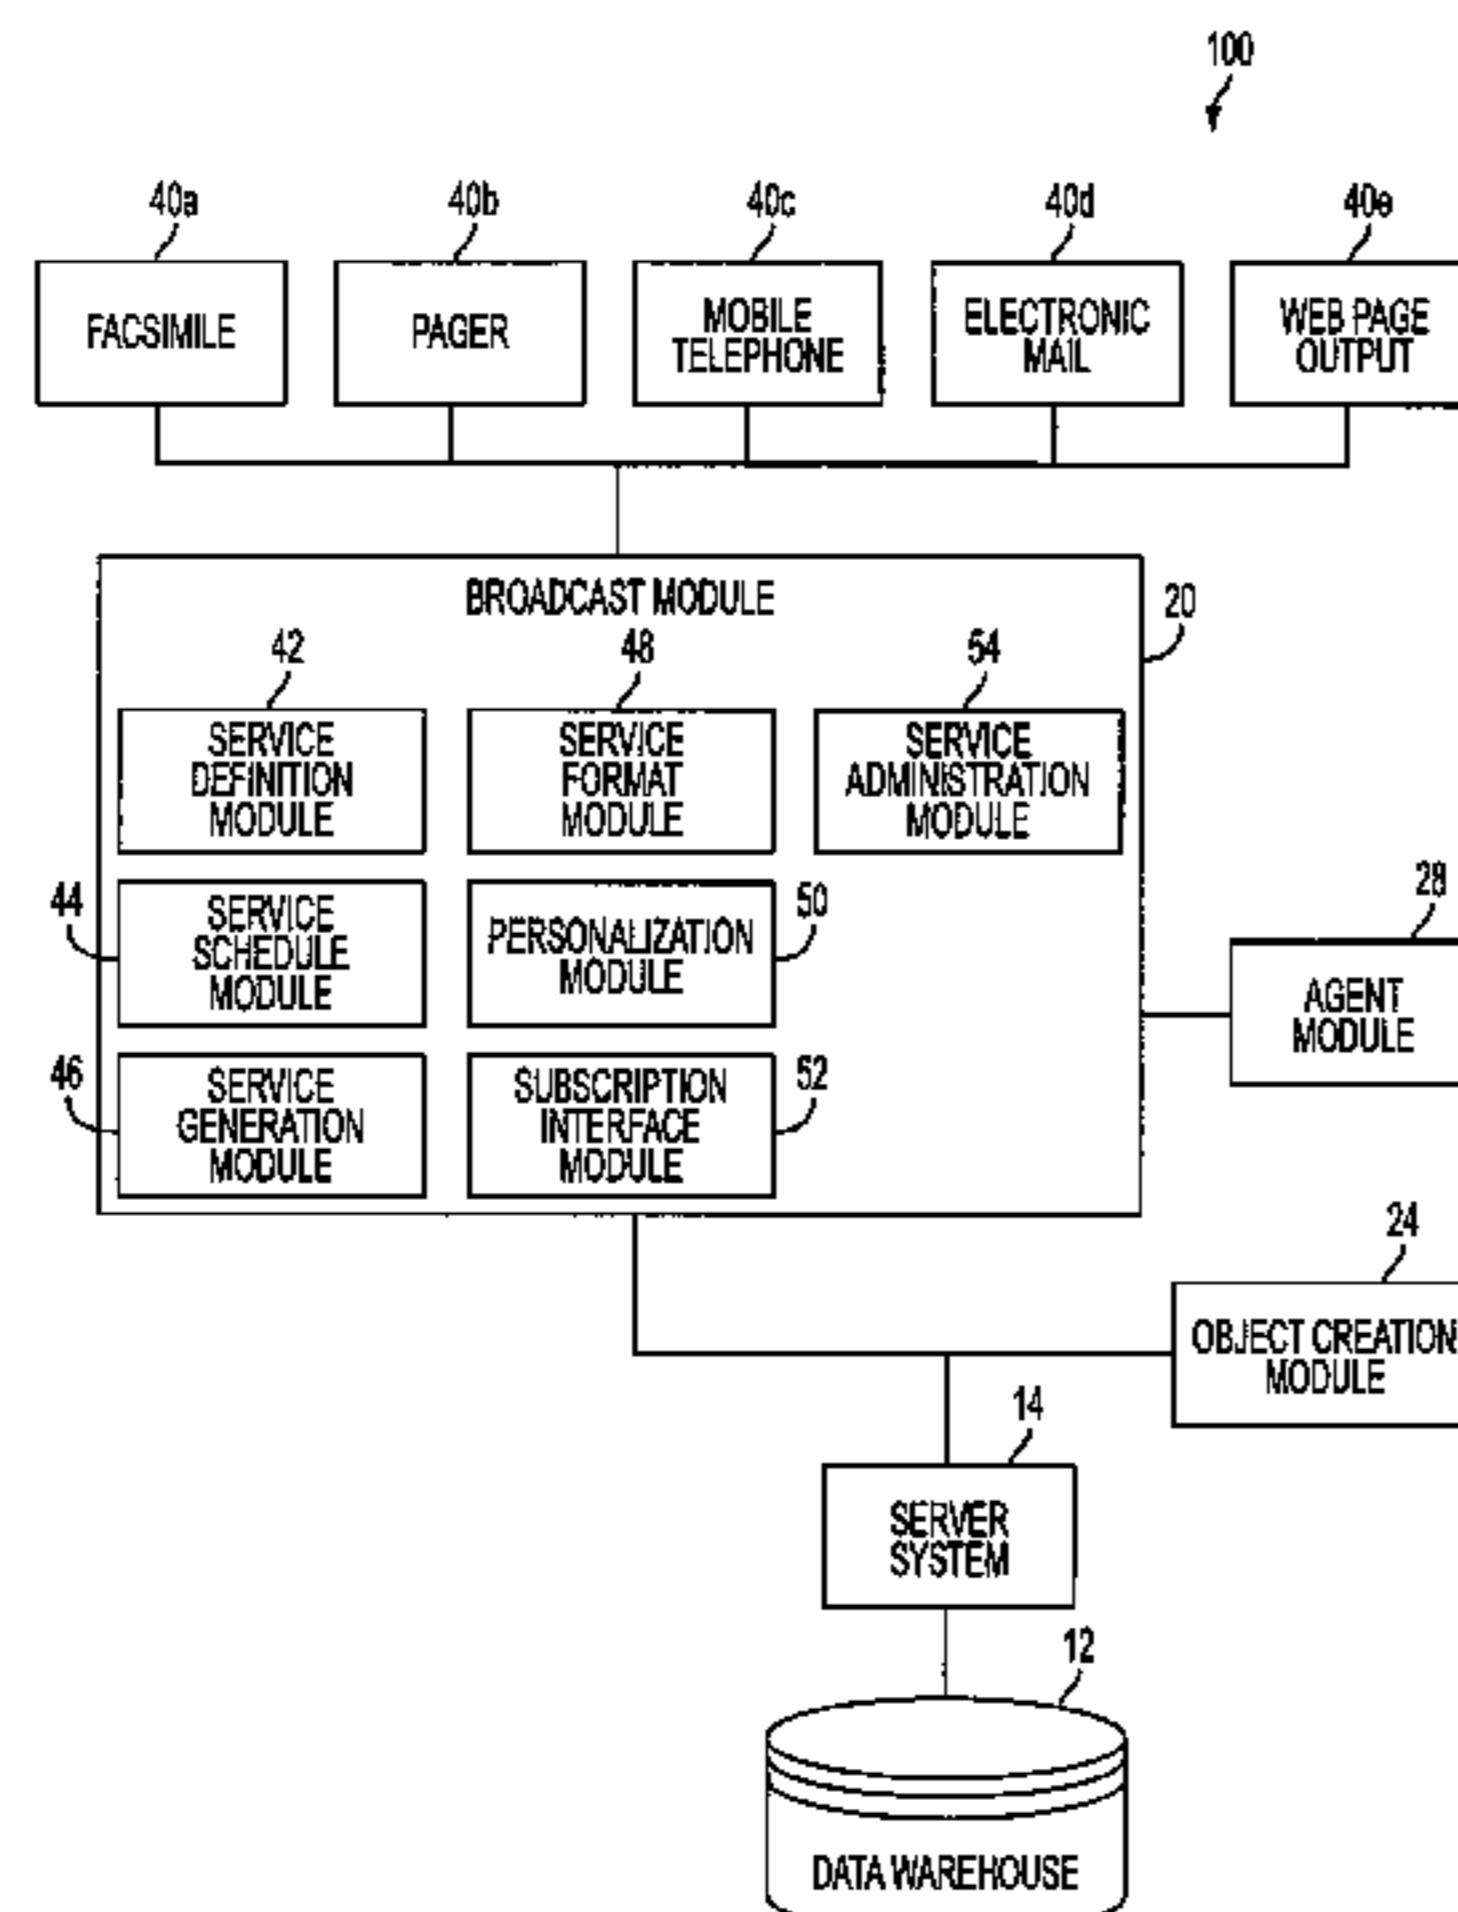 100
40a
40b
40c
40d
40e
FACSIMILE
PAGER
MOBILE
TELEPHONE
ELECTRONIC
MAIL
WEB PAGE
OUTPUT
BROADCAST MODULE
20
42
48
54
SERVICE
DEFINITION
MODULE
SERVICE
FORMAT
MODULE
SERVICE
ADMINISTRATION
MODULE
44
SERVICE
SCHEDULE
MODULE
PERSONALIZATION
MODULE
50
28
AGENT
MODULE
46
SERVICE
GENERATION
MODULE
SUBSCRIPTION
INTERFACE
MODULE
52
24
OBJECT CREATION
MODULE
14
SERVER
SYSTEM
12
DATA WAREHOUSE